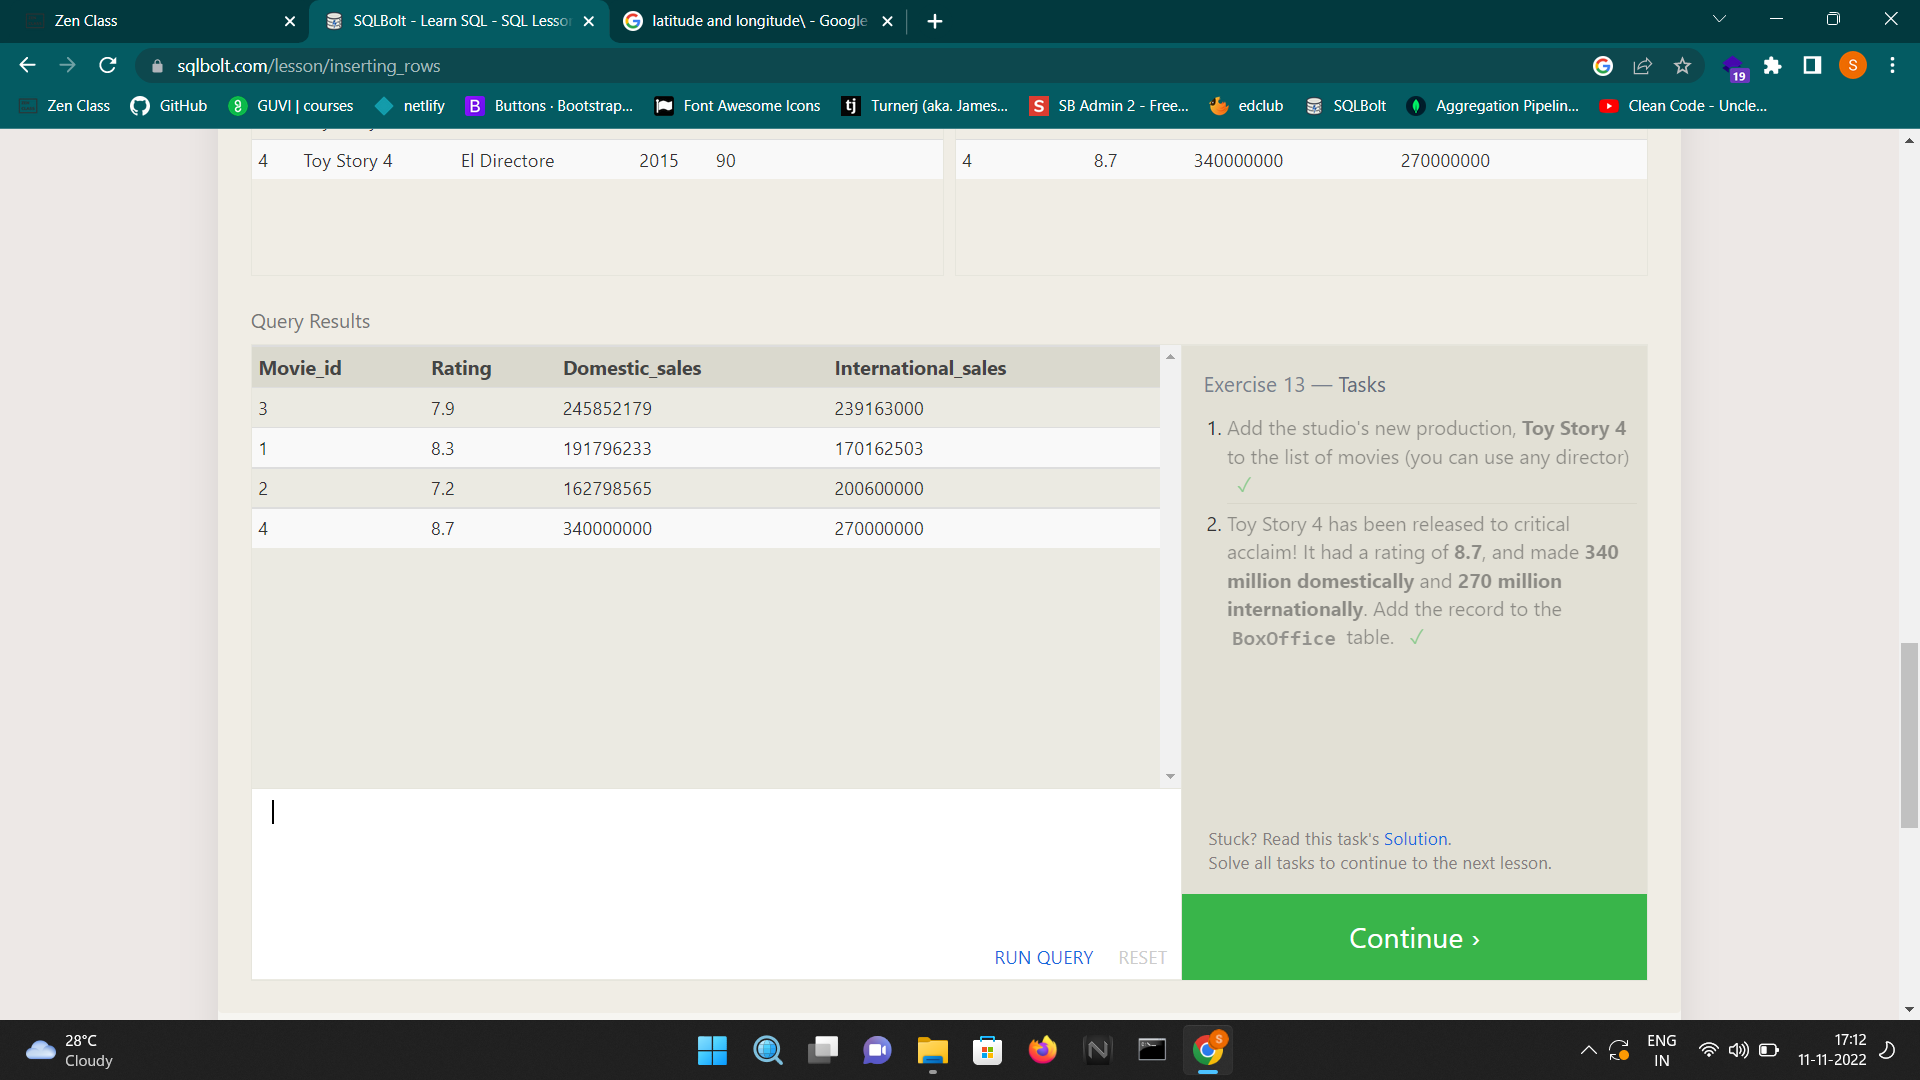 Zen Class
SQLBolt - Learn SQL - SQL Lesson
latitude and longitude\ - Google
sqlbolt.com/lesson/inserting_rows
19
S
Zen Class
GitHub
GUVI | courses
netlify
B Buttons · Bootstrap...
Font Awesome Icons
tj Turnerj (aka. James...
S SB Admin 2 - Free...
edclub
SQLBolt
Aggregation Pipelin...
Clean Code - Uncle...
4 Toy Story 4 El Directore 2015 90
4 8.7 340000000 270000000
Query Results
Movie_id Rating Domestic_sales International_sales
3 7.9 245852179 239163000
1 8.3 191796233 170162503
2 7.2 162798565 200600000
4 8.7 340000000 270000000
Exercise 13 — Tasks
1. Add the studio's new production, Toy Story 4
to the list of movies (you can use any director)
✓
2. Toy Story 4 has been released to critical
acclaim! It had a rating of 8.7, and made 340
million domestically and 270 million
internationally. Add the record to the
BoxOffice table. ✓
Stuck? Read this task's Solution.
Solve all tasks to continue to the next lesson.
RUN QUERY RESET
Continue ›
28°C
Cloudy
ENG
IN
17:12
11-11-2022